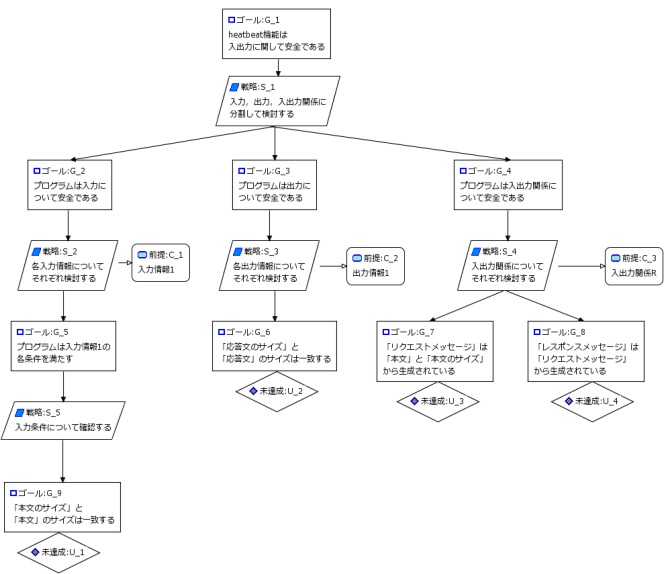 ゴール:G_1
heatbeat機能は
入出力に関して安全である
戦略:S_1
入力，出力，入出力関係に
分割して検討する
ゴール:G_2
プログラムは入力に
ついて安全である
ゴール:G_3
プログラムは出力に
ついて安全である
ゴール:G_4
プログラムは入出力関係に
ついて安全である
戦略:S_2
各入力情報について
それぞれ検討する
前提:C_1
入力情報1
戦略:S_3
各出力情報について
それぞれ検討する
前提:C_2
出力情報1
戦略:S_4
入出力関係について
それぞれ検討する
前提:C_3
入出力関係R
ゴール:G_5
プログラムは入力情報1の
各条件を満たす
ゴール:G_6
「応答文のサイズ」と
「応答文」のサイズは一致する
ゴール:G_7
「リクエストメッセージ」は
「本文」と「本文のサイズ」
から生成されている
ゴール:G_8
「レスポンスメッセージ」は
「リクエストメッセージ」
から生成されている
未達成:U_2
未達成:U_3
未達成:U_4
戦略:S_5
入力条件について確認する
ゴール:G_9
「本文のサイズ」と
「本文」のサイズは一致する
未達成:U_1